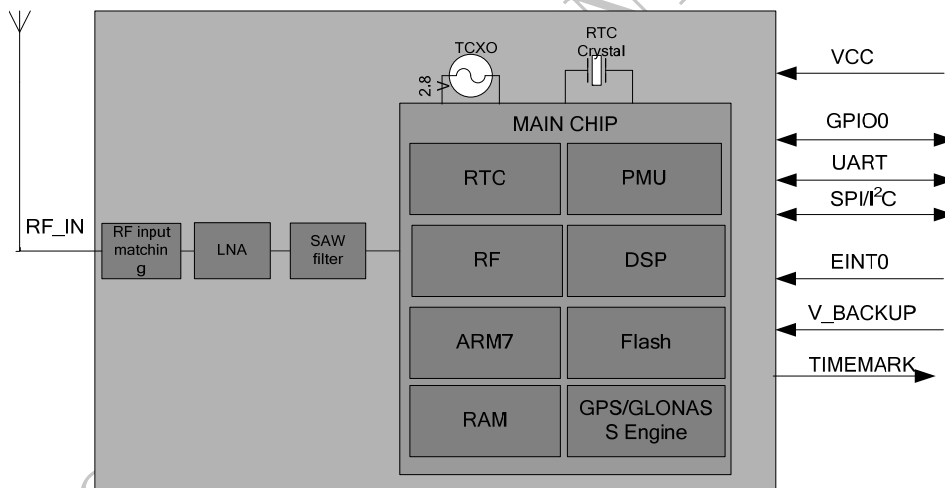 TCXO
2.8
V
RTC
Crystal
MAIN CHIP
RTC
PMU
RF
DSP
ARM7
Flash
RAM
GPS/GLONAS
S Engine
RF_IN
RF input
matchin
g
LNA
SAW
filter
VCC
GPIO0
UART
SPI/I²C
EINT0
V_BACKUP
TIMEMARK